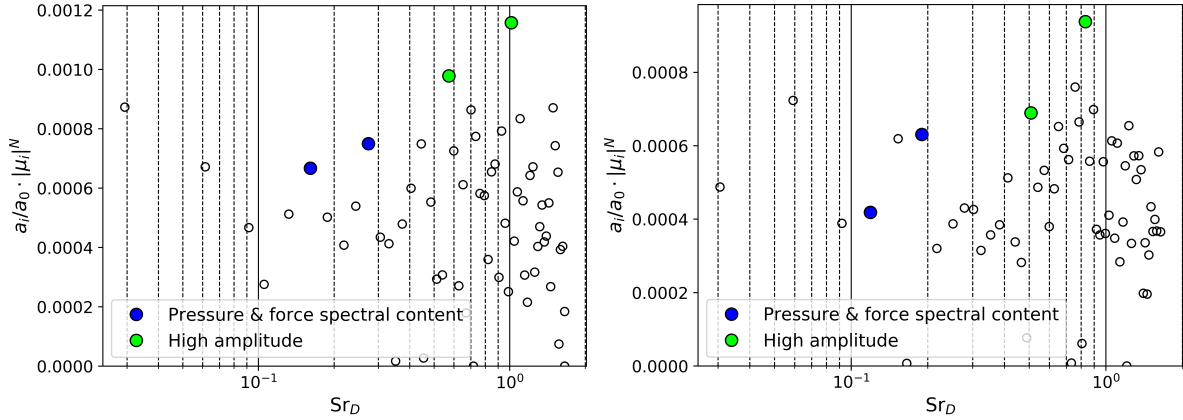 0.0012
0.0010
0.0008
0.0006
0.0004
0.0002
0.0000
a_i/a_0 · |μ_i|^N
Pressure & force spectral content
High amplitude
10^{-1}
10^0
Sr_D
0.0008
0.0006
0.0004
0.0002
0.0000
a_i/a_0 · |μ_i|^N
Pressure & force spectral content
High amplitude
10^{-1}
10^0
Sr_D